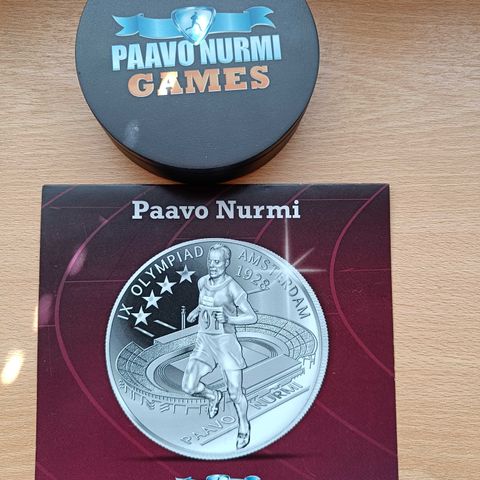 PAAVO NURMI
GAMES
Paavo Nurmi
IX OLYMPIAD AMSTERDAM
1928
PAAVO NURMI